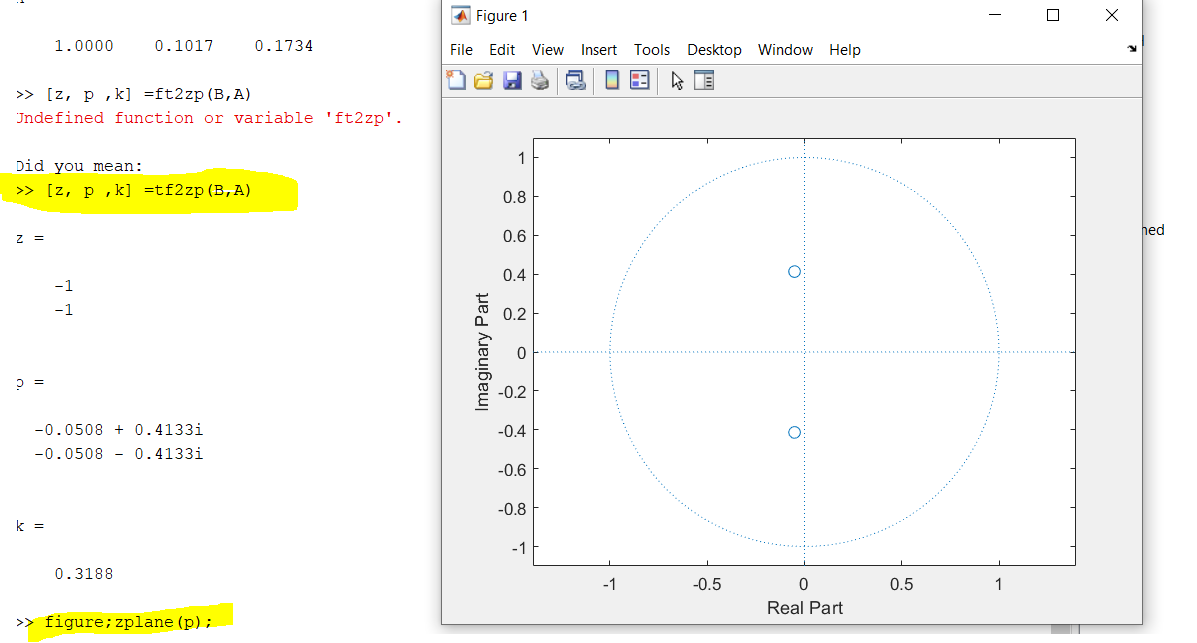 1.0000 0.1017 0.1734
>> [z, p ,k] =ft2zp(B,A)
Undefined function or variable 'ft2zp'.
Did you mean:
>> [z, p ,k] =tf2zp(B,A)
z =
-1
-1
p =
-0.0508 + 0.4133i
-0.0508 - 0.4133i
k =
0.3188
>> figure;zplane(p);
Figure 1
File Edit View Insert Tools Desktop Window Help
1
0.8
0.6
0.4
0.2
0
-0.2
-0.4
-0.6
-0.8
-1
Imaginary Part
-1 -0.5 0 0.5 1
Real Part